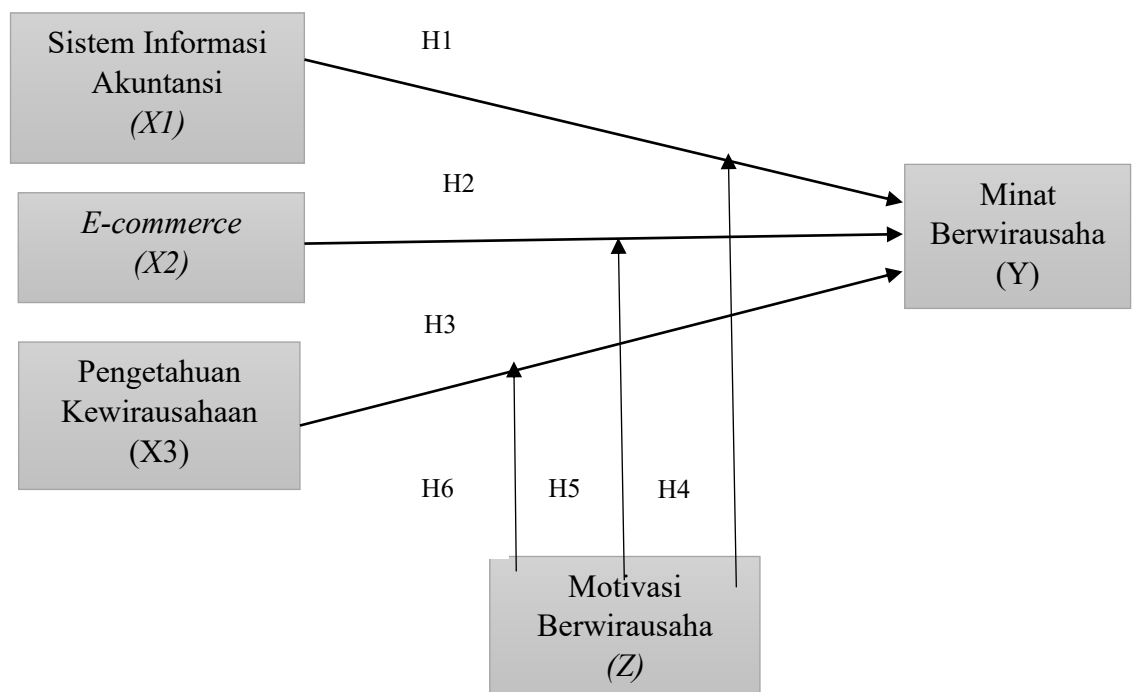 Sistem Informasi
Akuntansi
(X1)
H1
E-commerce
(X2)
H2
Pengetahuan
Kewirausahaan
(X3)
H3
Minat
Berwirausaha
(Y)
H6
H5
H4
Motivasi
Berwirausaha
(Z)